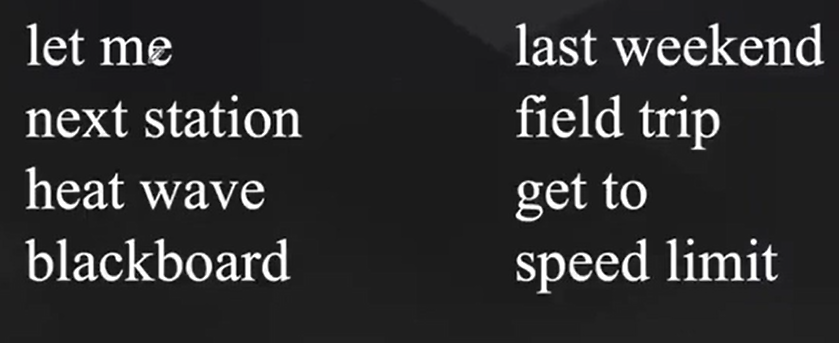 let me
next station
heat wave
blackboard
last weekend
field trip
get to
speed limit